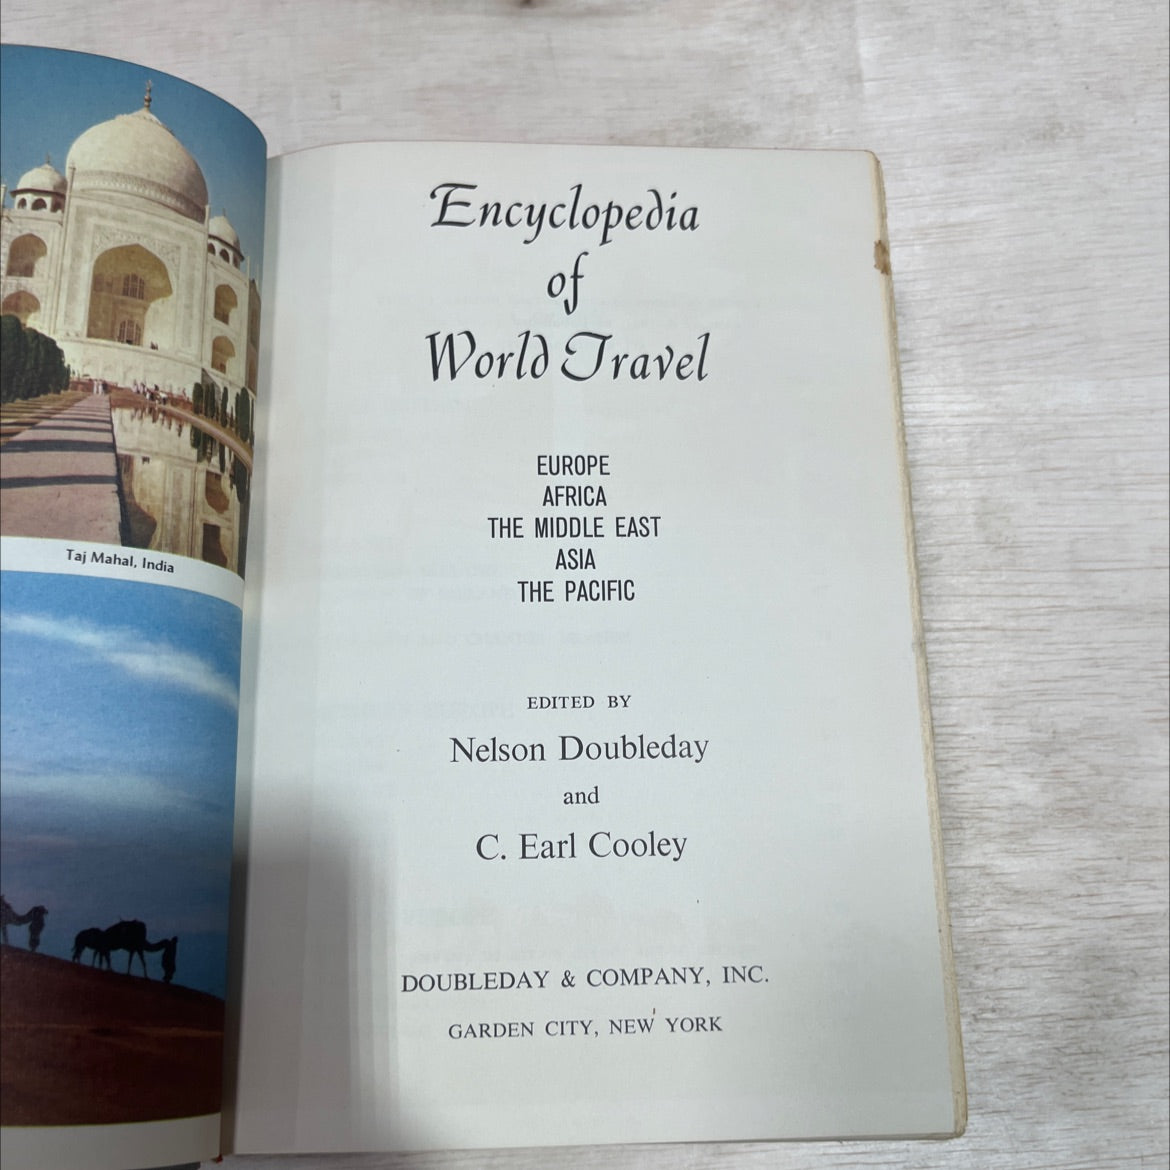 Taj Mahal, India
Encyclopedia
of
World Travel
EUROPE
AFRICA
THE MIDDLE EAST
ASIA
THE PACIFIC
EDITED BY
Nelson Doubleday
and
C. Earl Cooley
DOUBLEDAY & COMPANY, INC.
GARDEN CITY, NEW YORK